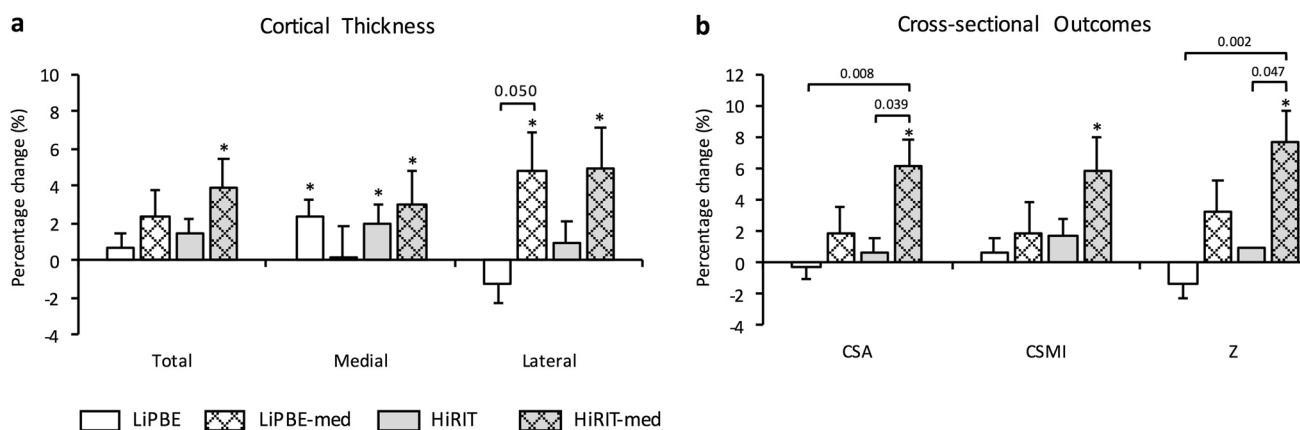 a
Cortical Thickness
Percentage change (%)
10
8
6
4
2
0
-2
-4
0.050
*
*
*
*
*
*
Total
Medial
Lateral
b
Cross-sectional Outcomes
Percentage change (%)
12
10
8
6
4
2
0
-2
-4
0.008
0.039
0.002
0.047
*
*
*
CSA
CSMI
Z
LiPBE
LiPBE-med
HiRIT
HiRIT-med